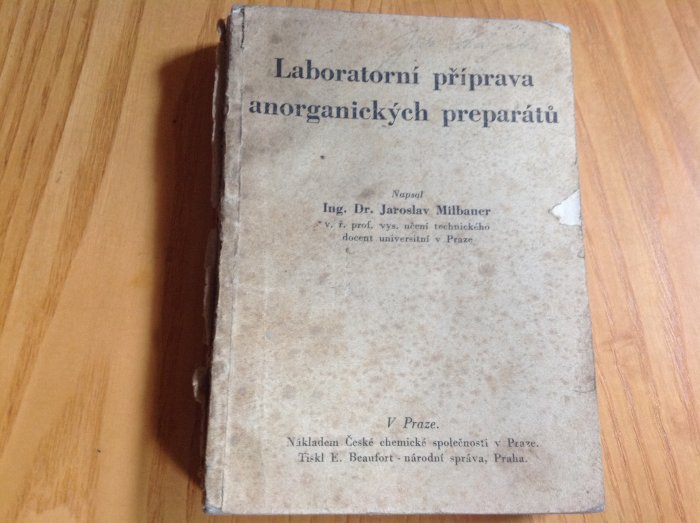 Laboratorní příprava
anorganických preparátů
Napsal
Ing. Dr. Jaroslav Milbauer
v. ř. prof. vys. učení technického
docent universitní v Praze
V Praze.
Nákladem České chemické společnosti v Praze.
Tiskl E. Beaufort - národní správa, Praha.